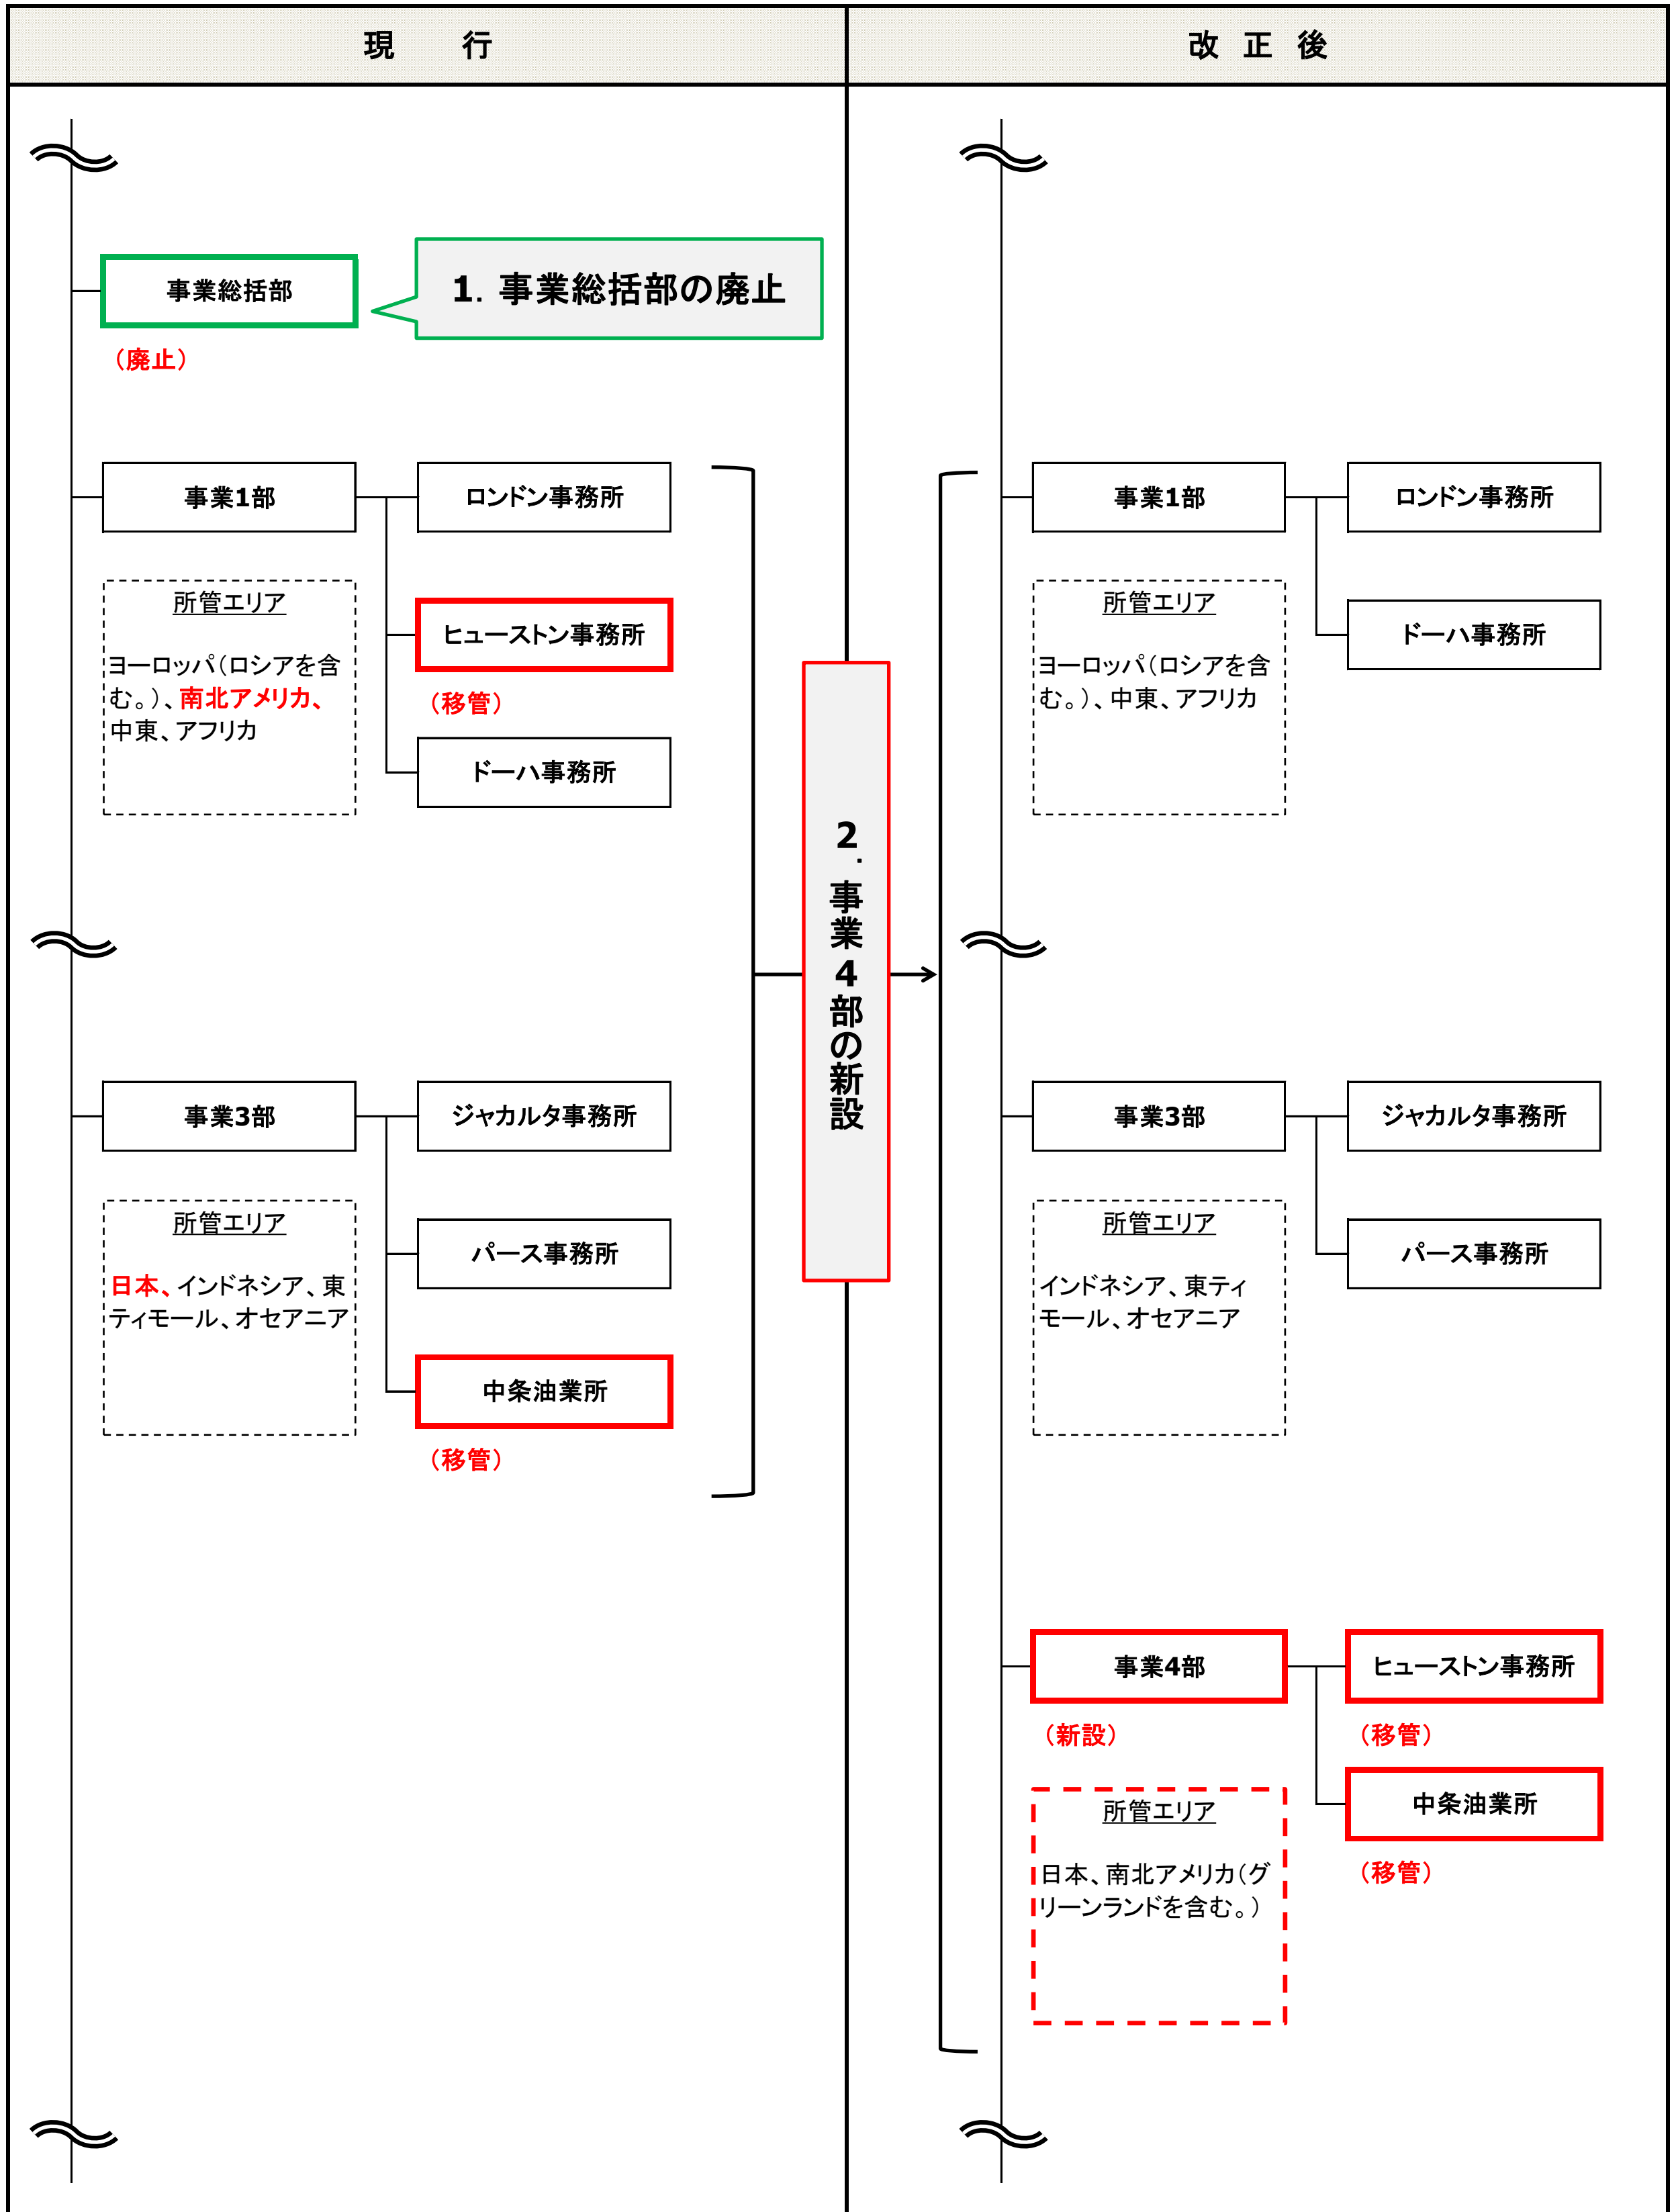 現　行
改 正 後
事業総括部
1．事業総括部の廃止
（廃止）
事業1部
ロンドン事務所
所管エリア
ヨーロッパ（ロシアを含
む。）、南北アメリカ、
中東、アフリカ
ヒューストン事務所
（移管）
ドーハ事務所
2．事業4部の新設
事業3部
ジャカルタ事務所
所管エリア
日本、インドネシア、東
ティモール、オセアニア
パース事務所
中条油業所
（移管）
事業1部
ロンドン事務所
所管エリア
ヨーロッパ（ロシアを含
む。）、中東、アフリカ
ドーハ事務所
事業3部
ジャカルタ事務所
所管エリア
インドネシア、東ティ
モール、オセアニア
パース事務所
事業4部
ヒューストン事務所
（新設）
（移管）
所管エリア
日本、南北アメリカ（グ
リーンランドを含む。）
中条油業所
（移管）